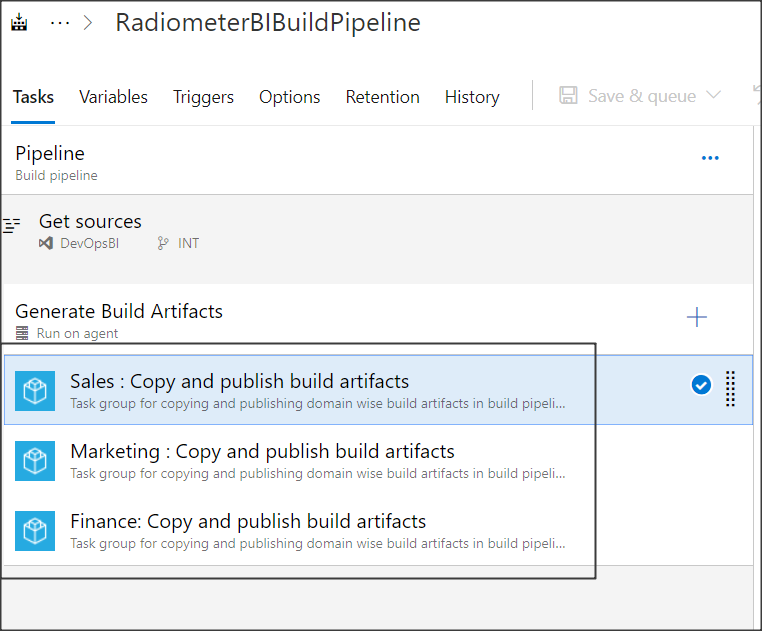 RadiometerBIBuildPipeline
Tasks Variables Triggers Options Retention History Save & queue
Pipeline
Build pipeline
Get sources
DevOpsBI INT
Generate Build Artifacts
Run on agent
Sales : Copy and publish build artifacts
Task group for copying and publishing domain wise build artifacts in build pipeli...
Marketing : Copy and publish build artifacts
Task group for copying and publishing domain wise build artifacts in build pipeli...
Finance: Copy and publish build artifacts
Task group for copying and publishing domain wise build artifacts in build pipeli...